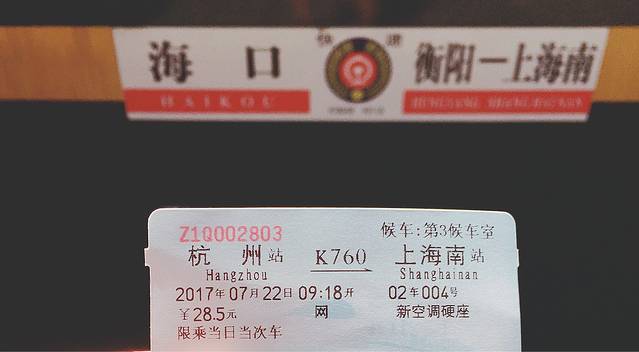 海口 快速 衡阳一上海南
HAIKOU
Z10002803 候车:第3候车室
杭州站 K760 上海南站
Hangzhou Shanghainan
2017年07月22日 09:18开 02车004号
￥28.5元 网 新空调硬座
限乘当日当次车